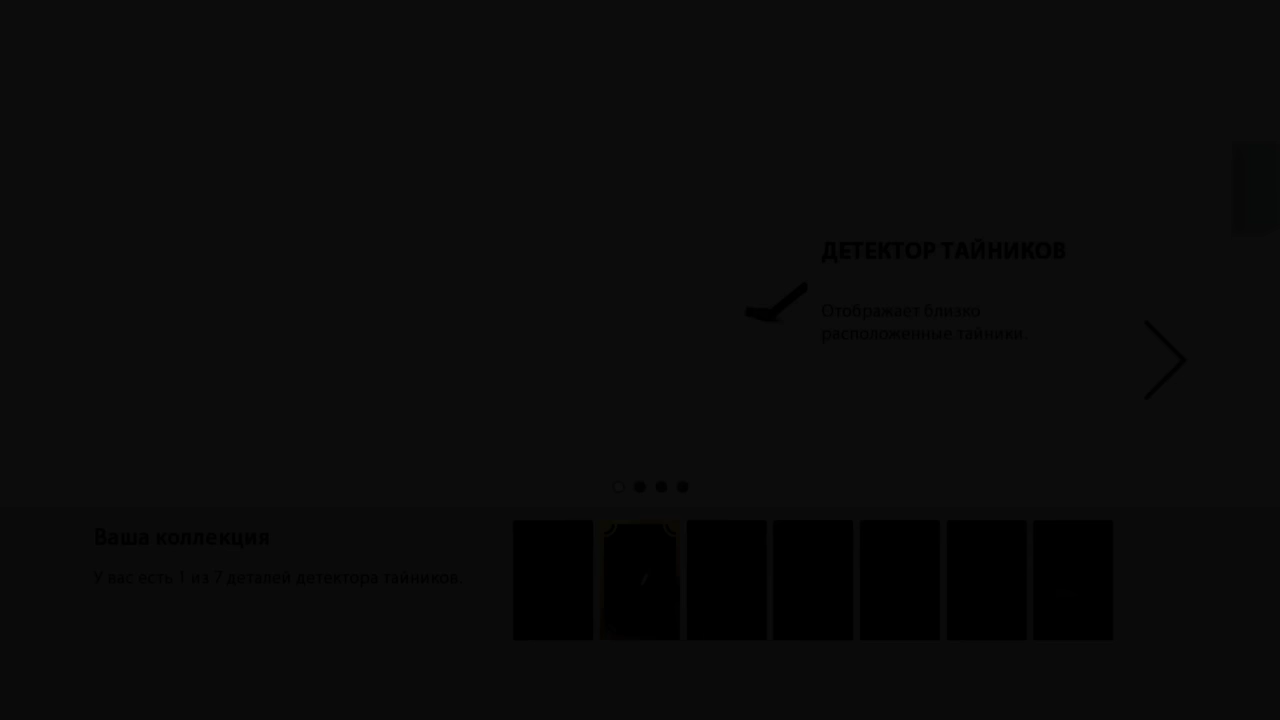 ДЕТЕКТОР ТАЙНИКОВ
Отображает близко
расположенные тайники.
Ваша коллекция
У вас есть 1 из 7 деталей детектора тайников.